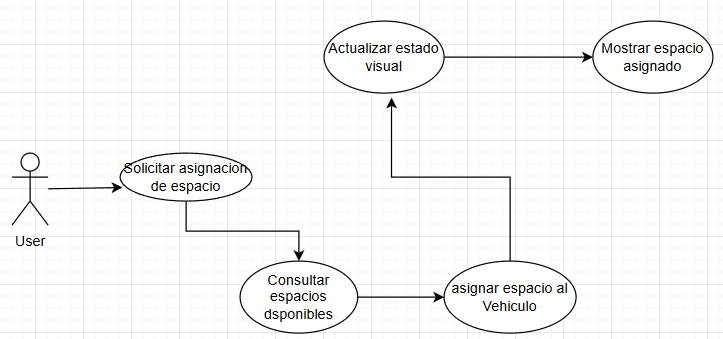 Actualizar estado
visual
Mostrar espacio
asignado
Solicitar asignacion
de espacio
User
Consultar
espacios
dsponibles
asignar espacio al
Vehiculo